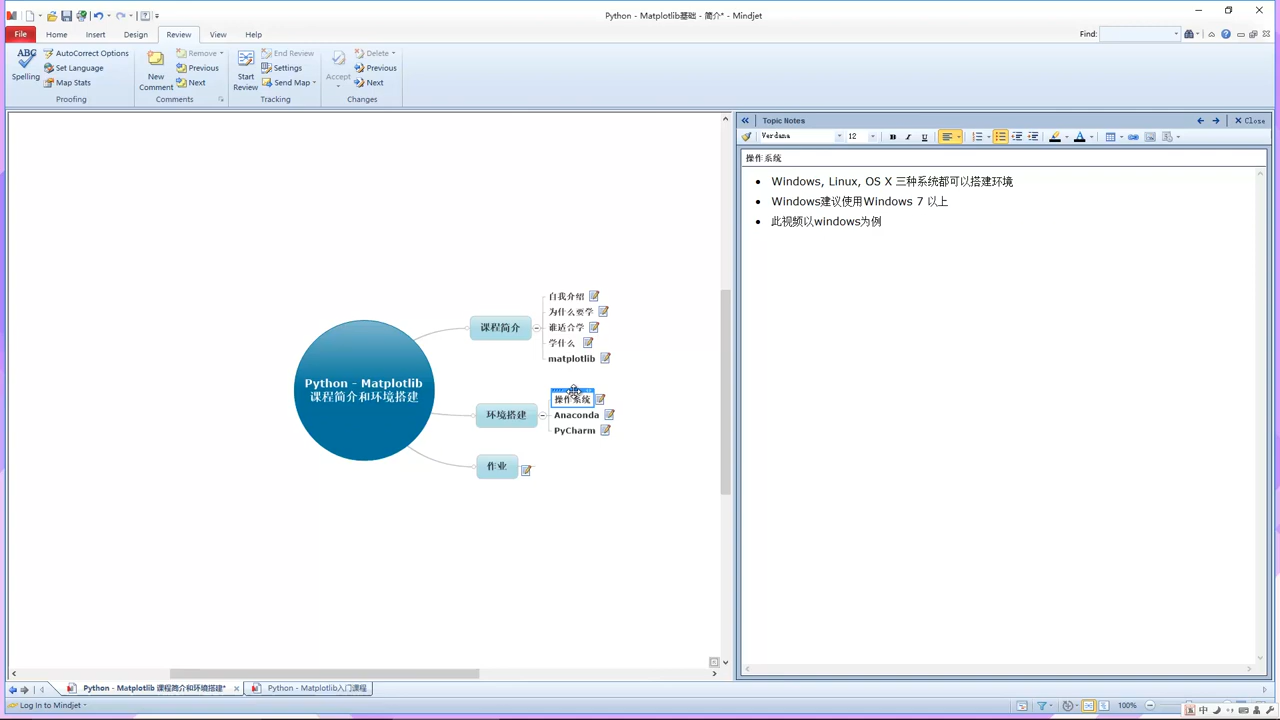 Python - Matplotlib基础 - 简介* - Mindjet
File Home Insert Design Review View Help
Find:
ABC
Spelling
AutoCorrect Options
Set Language
Map Stats
Proofing
New Comment
Remove
Previous
Next
Comments
Start Review
End Review
Settings
Send Map
Tracking
Accept
Delete
Previous
Next
Changes
Topic Notes
Close
Verdana 12 B I U
操作系统
• Windows, Linux, OS X 三种系统都可以搭建环境
• Windows建议使用Windows 7 以上
• 此视频以windows为例
Python - Matplotlib
课程简介和环境搭建
课程简介
自我介绍
为什么要学
谁适合学
学什么
matplotlib
环境搭建
操作系统
Anaconda
PyCharm
作业
Python - Matplotlib 课程简介和环境搭建*
Python - Matplotlib入门课程
Log In to Mindjet
100%
中